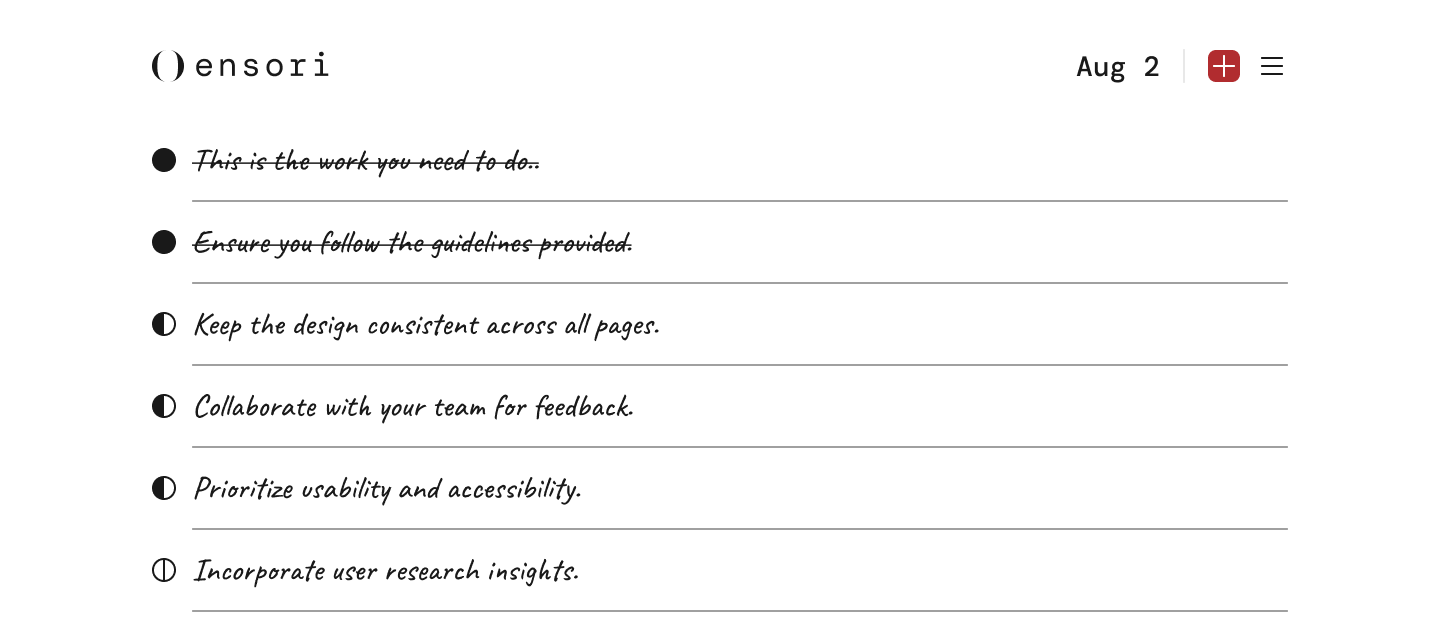 ensori
Aug 2
This is the work you need to do..
Ensure you follow the guidelines provided.
Keep the design consistent across all pages.
Collaborate with your team for feedback.
Prioritize usability and accessibility.
Incorporate user research insights.